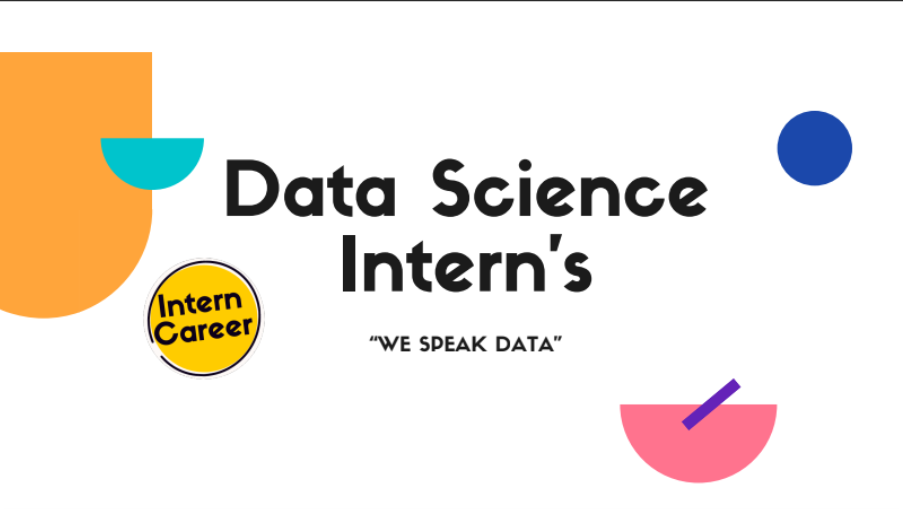 Data Science
Intern's
Intern
Career
“WE SPEAK DATA”